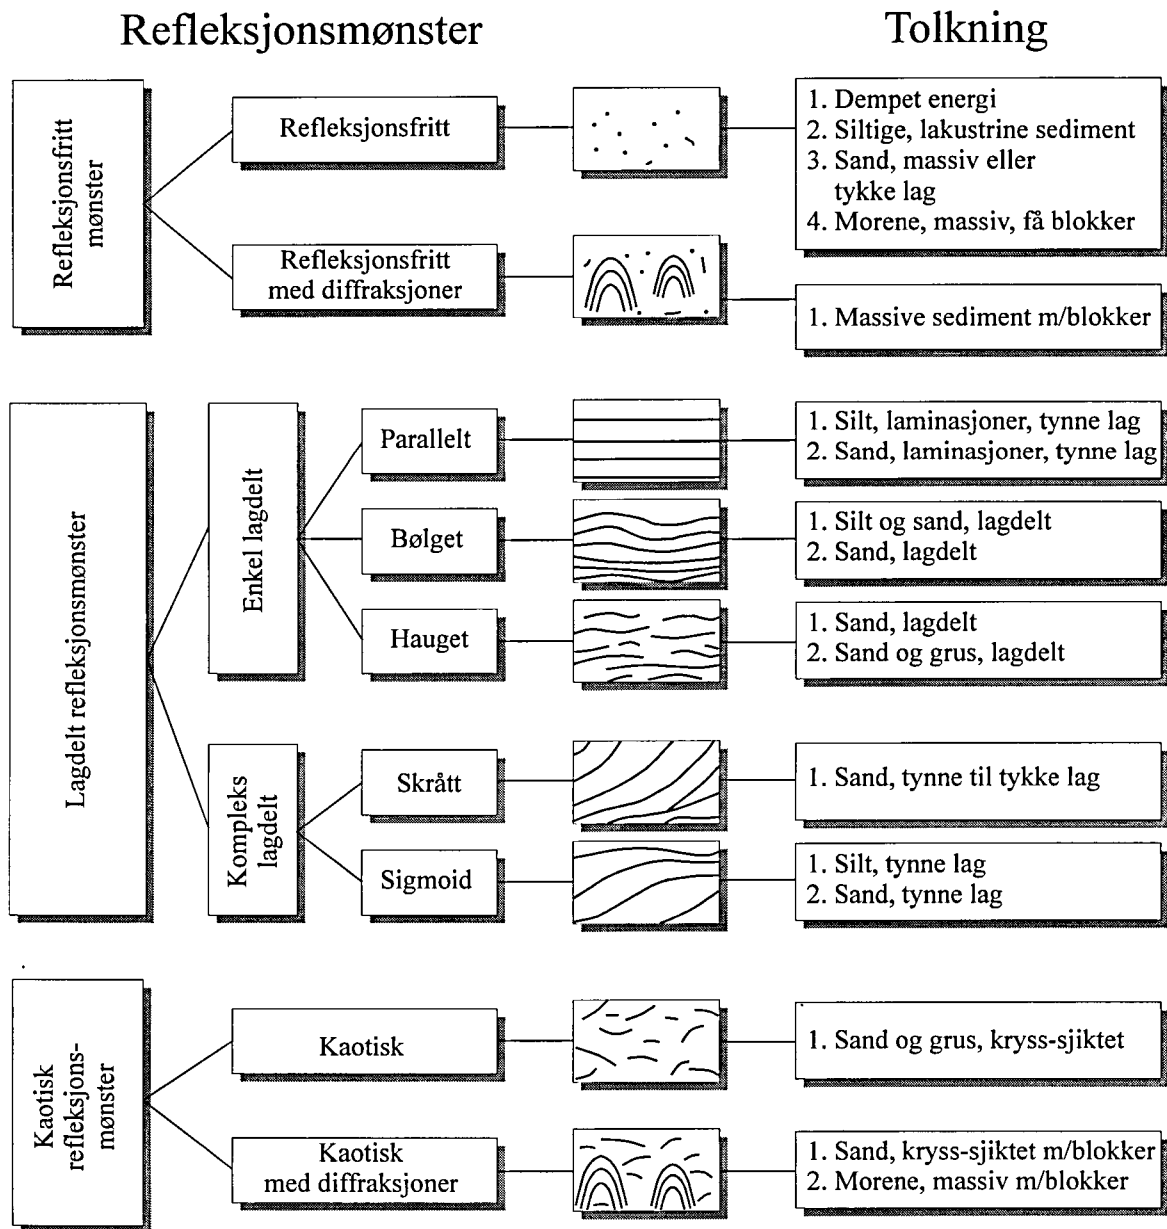 Refleksjonsmønster
Tolkning
Refleksjonsfritt
mønster
Refleksjonsfritt
1. Dempet energi
2. Siltige, lakustrine sediment
3. Sand, massiv eller
tykke lag
4. Morene, massiv, få blokker
Refleksjonsfritt
med diffraksjoner
1. Massive sediment m/blokker
Lagdelt refleksjonsmønster
Enkel lagdelt
Parallelt
1. Silt, laminasjoner, tynne lag
2. Sand, laminasjoner, tynne lag
Bølget
1. Silt og sand, lagdelt
2. Sand, lagdelt
Hauget
1. Sand, lagdelt
2. Sand og grus, lagdelt
Kompleks
lagdelt
Skrått
1. Sand, tynne til tykke lag
Sigmoid
1. Silt, tynne lag
2. Sand, tynne lag
Kaotisk
refleksjons-
mønster
Kaotisk
1. Sand og grus, kryss-sjiktet
Kaotisk
med diffraksjoner
1. Sand, kryss-sjiktet m/blokker
2. Morene, massiv m/blokker